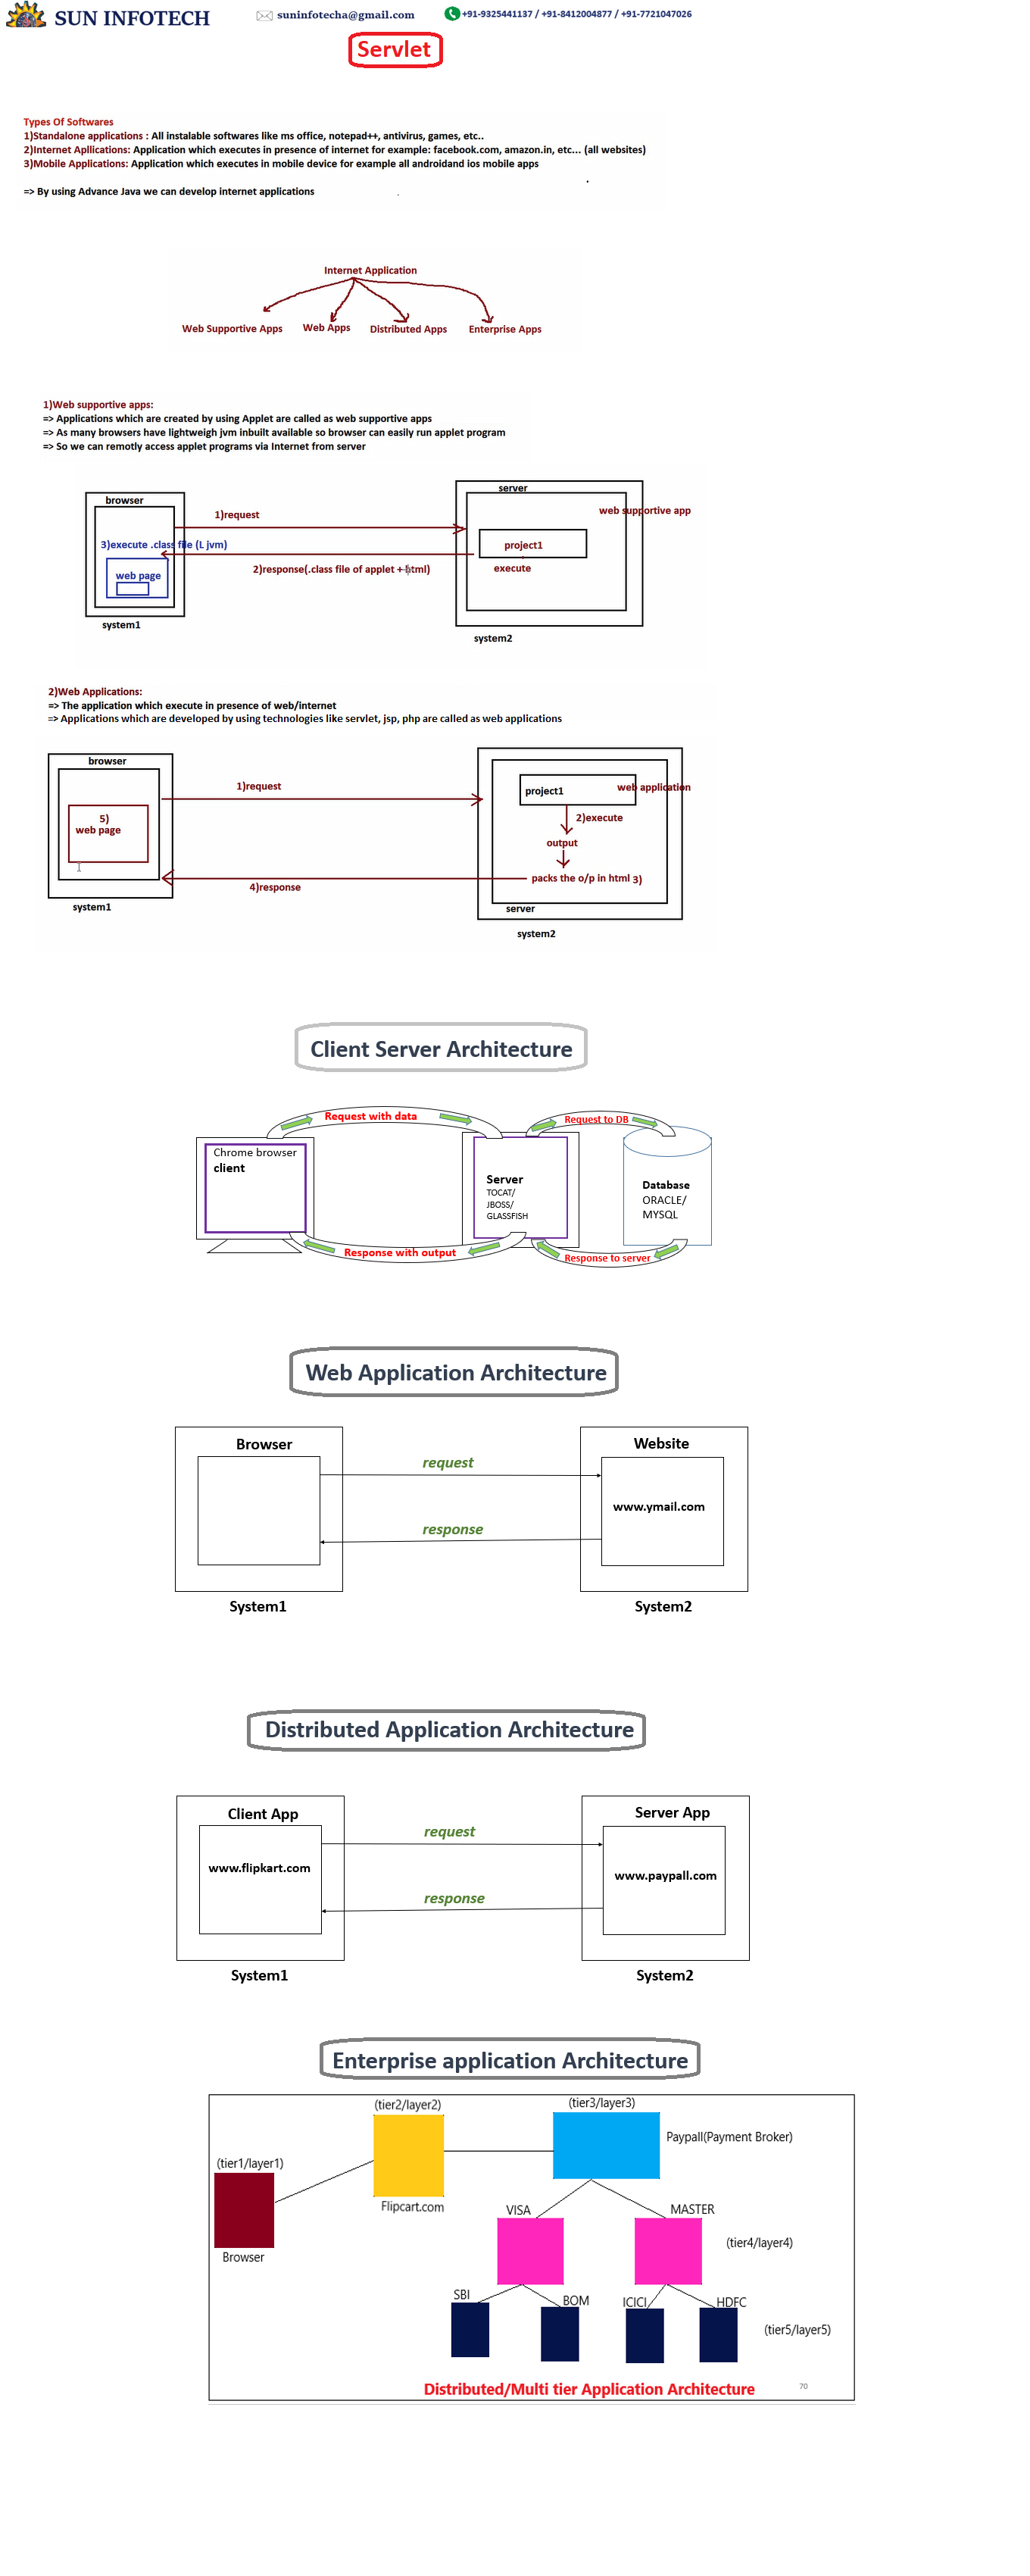 SUN INFOTECH
suninfotecha@gmail.com
+91-9325441137 / +91-8412004877 / +91-7721047026
Servlet
Types Of Softwares
1)Standalone applications : All instalable softwares like ms office, notepad++, antivirus, games, etc..
2)Internet Apllications: Application which executes in presence of internet for example: facebook.com, amazon.in, etc... (all websites)
3)Mobile Applications: Application which executes in mobile device for example all androidand ios mobile apps
=> By using Advance Java we can develop internet applications
Internet Application
Web Supportive Apps
Web Apps
Distributed Apps
Enterprise Apps
1)Web supportive apps:
=> Applications which are created by using Applet are called as web supportive apps
=> As many browsers have lightweigh jvm inbuilt available so browser can easily run applet program
=> So we can remotly access applet programs via Internet from server
browser
server
1)request
web supportive app
3)execute .class file (L jvm)
project1
2)response(.class file of applet + html)
execute
web page
system1
system2
2)Web Applications:
=> The application which execute in presence of web/internet
=> Applications which are developed by using technologies like servlet, jsp, php are called as web applications
browser
1)request
project1
web application
5)
web page
2)execute
output
packs the o/p in html 3)
4)response
system1
server
system2
Client Server Architecture
Request with data
Request to DB
Chrome browser
client
Server
TOCAT/
JBOSS/
GLASSFISH
Database
ORACLE/
MYSQL
Response with output
Response to server
Web Application Architecture
Browser
Website
request
www.ymail.com
response
System1
System2
Distributed Application Architecture
Client App
Server App
request
www.flipkart.com
www.paypall.com
response
System1
System2
Enterprise application Architecture
(tier2/layer2)
(tier3/layer3)
Paypall(Payment Broker)
(tier1/layer1)
Flipcart.com
VISA
MASTER
(tier4/layer4)
Browser
SBI
BOM
ICICI
HDFC
(tier5/layer5)
Distributed/Multi tier Application Architecture
70